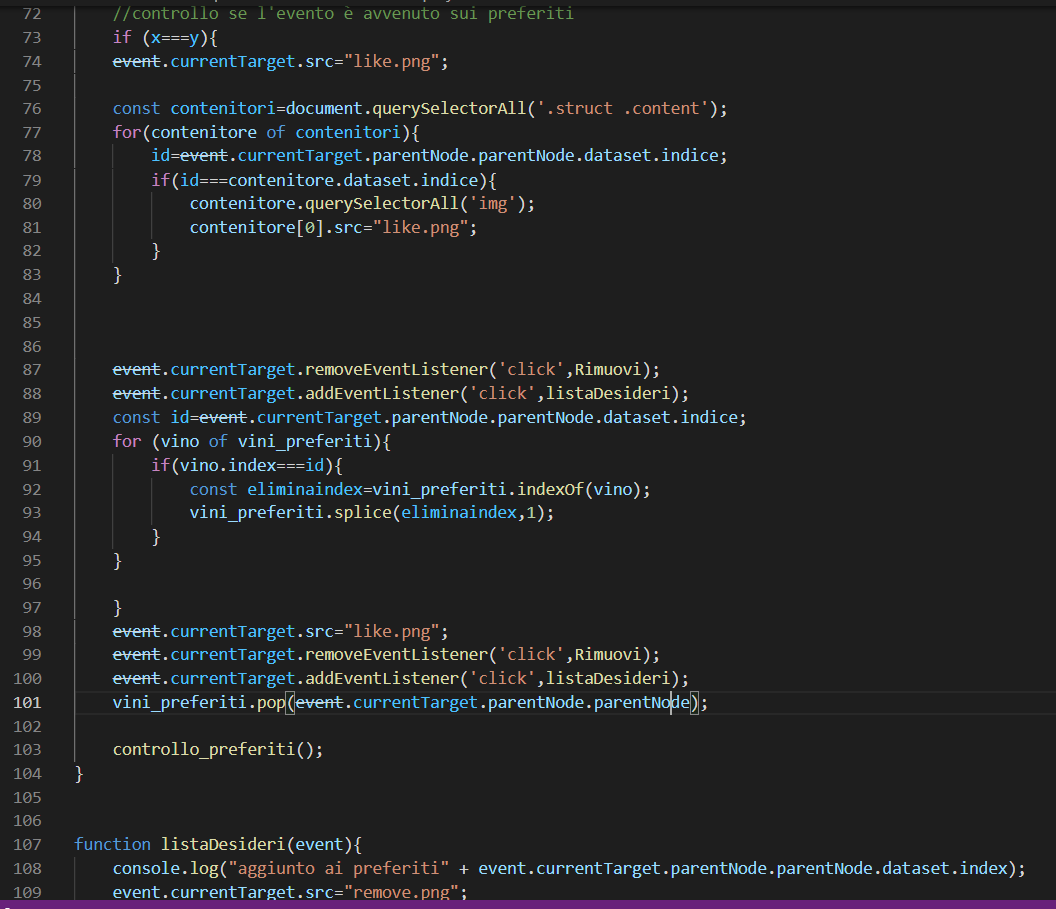 72 //controllo se l'evento è avvenuto sui preferiti
73 if (x===y){
74 event.currentTarget.src="like.png";
75
76 const contenitori=document.querySelectorAll('.struct .content');
77 for(contenitore of contenitori){
78 id=event.currentTarget.parentNode.parentNode.dataset.indice;
79 if(id===contenitore.dataset.indice){
80 contenitore.querySelectorAll('img');
81 contenitore[0].src="like.png";
82 }
83 }
84
85
86
87 event.currentTarget.removeEventListener('click',Rimuovi);
88 event.currentTarget.addEventListener('click',listaDesideri);
89 const id=event.currentTarget.parentNode.parentNode.dataset.indice;
90 for (vino of vini_preferiti){
91 if(vino.index===id){
92 const eliminaindex=vini_preferiti.indexOf(vino);
93 vini_preferiti.splice(eliminaindex,1);
94 }
95 }
96
97 }
98 event.currentTarget.src="like.png";
99 event.currentTarget.removeEventListener('click',Rimuovi);
100 event.currentTarget.addEventListener('click',listaDesideri);
101 vini_preferiti.pop(event.currentTarget.parentNode.parentNode);
102
103 controllo_preferiti();
104 }
105
106
107 function listaDesideri(event){
108 console.log("aggiunto ai preferiti" + event.currentTarget.parentNode.parentNode.dataset.index);
109 event.currentTarget.src="remove.png";